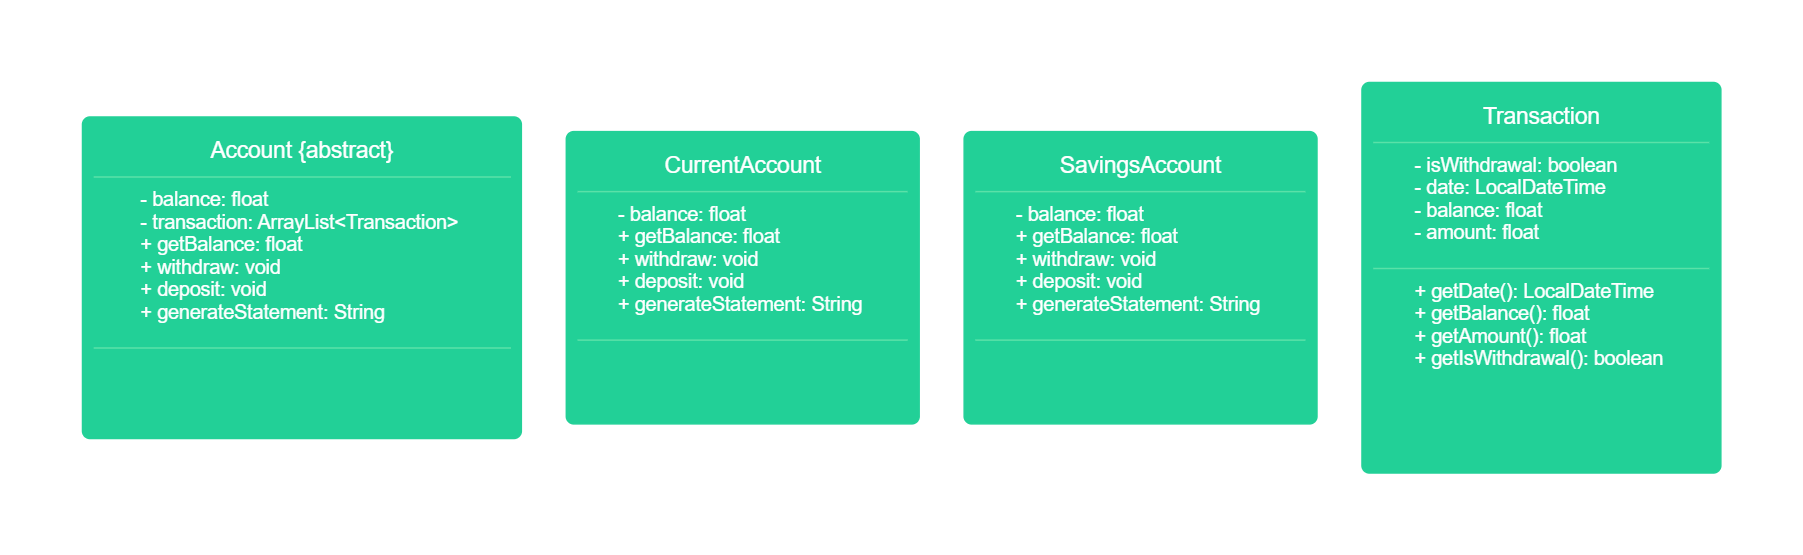 Account {abstract}
- balance: float
- transaction: ArrayList<Transaction>
+ getBalance: float
+ withdraw: void
+ deposit: void
+ generateStatement: String
CurrentAccount
- balance: float
+ getBalance: float
+ withdraw: void
+ deposit: void
+ generateStatement: String
SavingsAccount
- balance: float
+ getBalance: float
+ withdraw: void
+ deposit: void
+ generateStatement: String
Transaction
- isWithdrawal: boolean
- date: LocalDateTime
- balance: float
- amount: float
+ getDate(): LocalDateTime
+ getBalance(): float
+ getAmount(): float
+ getIsWithdrawal(): boolean